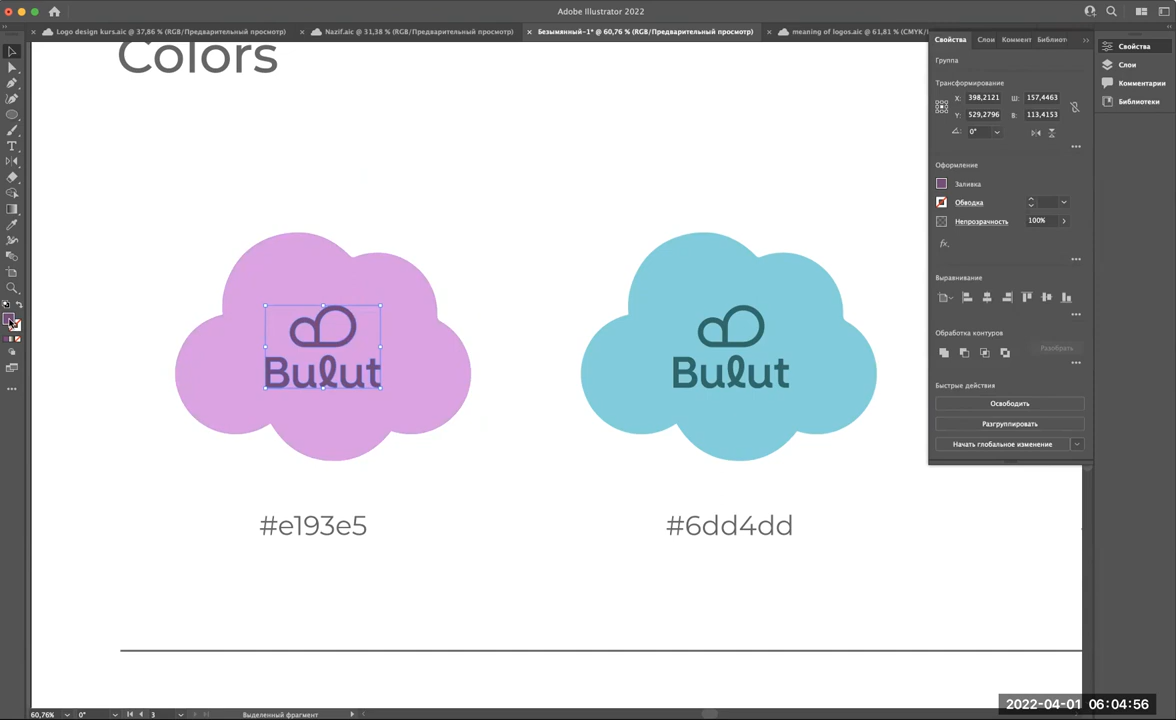 Adobe Illustrator 2022
Logo design kurs.aic @ 37,86 % (RGB/Предварительный просмотр)
Nazif.aic @ 31,38 % (RGB/Предварительный просмотр)
Безымянный-1* @ 60,76 % (RGB/Предварительный просмотр)
meaning of logos.aic @ 61,81 % (CMYK/
Colors
Свойства
Слои
Коммент
Библиот
Группа
Трансформирование
X: 398,2121
Ш: 157,4463
Y: 529,2796
В: 113,4153
0°
Оформление
Заливка
Обводка
Непрозрачность
100%
fx.
Выравнивание
Обработка контуров
Разобрать
Быстрые действия
Освободить
Разгруппировать
Начать глобальное изменение
Свойства
Слои
Комментарии
Библиотеки
Bulut
Bulut
#e193e5
#6dd4dd
60,76%
0°
3
Выделенный фрагмент
2022-04-01 06:04:56